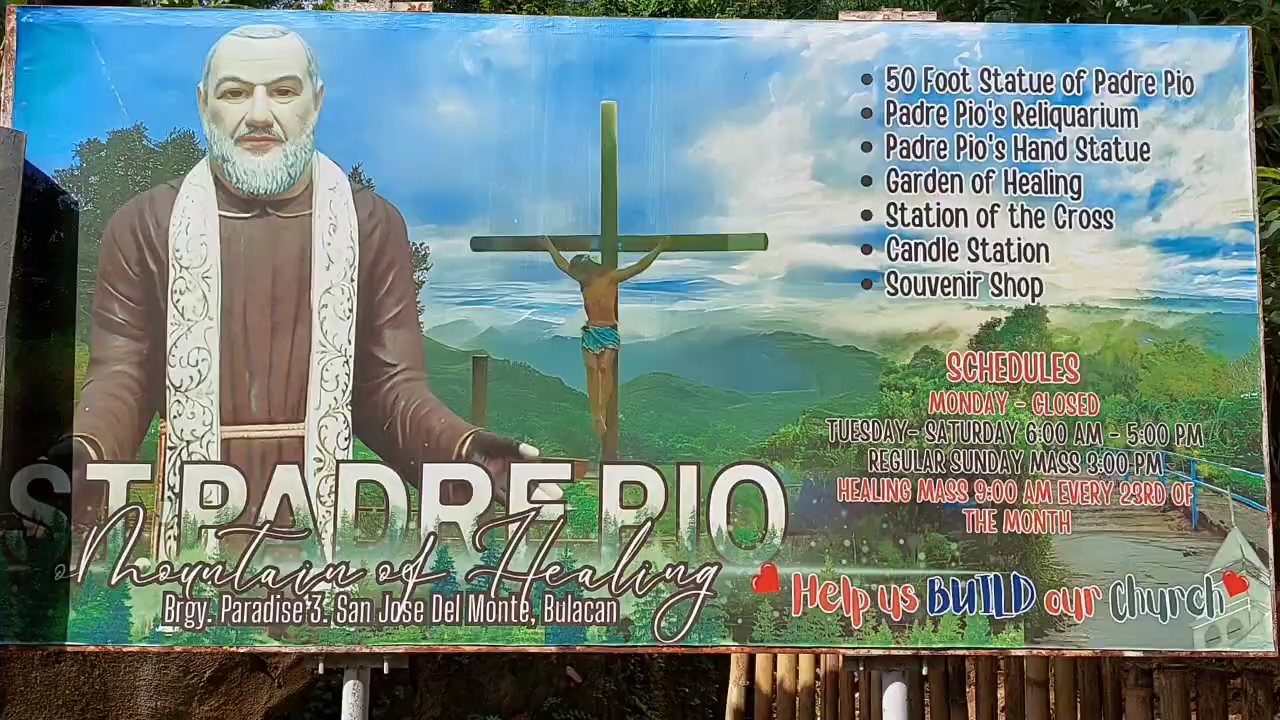 • 50 Foot Statue of Padre Pio
• Padre Pio's Reliquarium
• Padre Pio's Hand Statue
• Garden of Healing
• Station of the Cross
• Candle Station
• Souvenir Shop
SCHEDULES
MONDAY - CLOSED
TUESDAY- SATURDAY 6:00 AM - 5:00 PM
REGULAR SUNDAY MASS 3:00 PM
HEALING MASS 9:00 AM EVERY 23RD OF
THE MONTH
ST. PADRE PIO
Mountain of Healing
Brgy. Paradise 3. San Jose Del Monte, Bulacan
Help us BUILD our Church